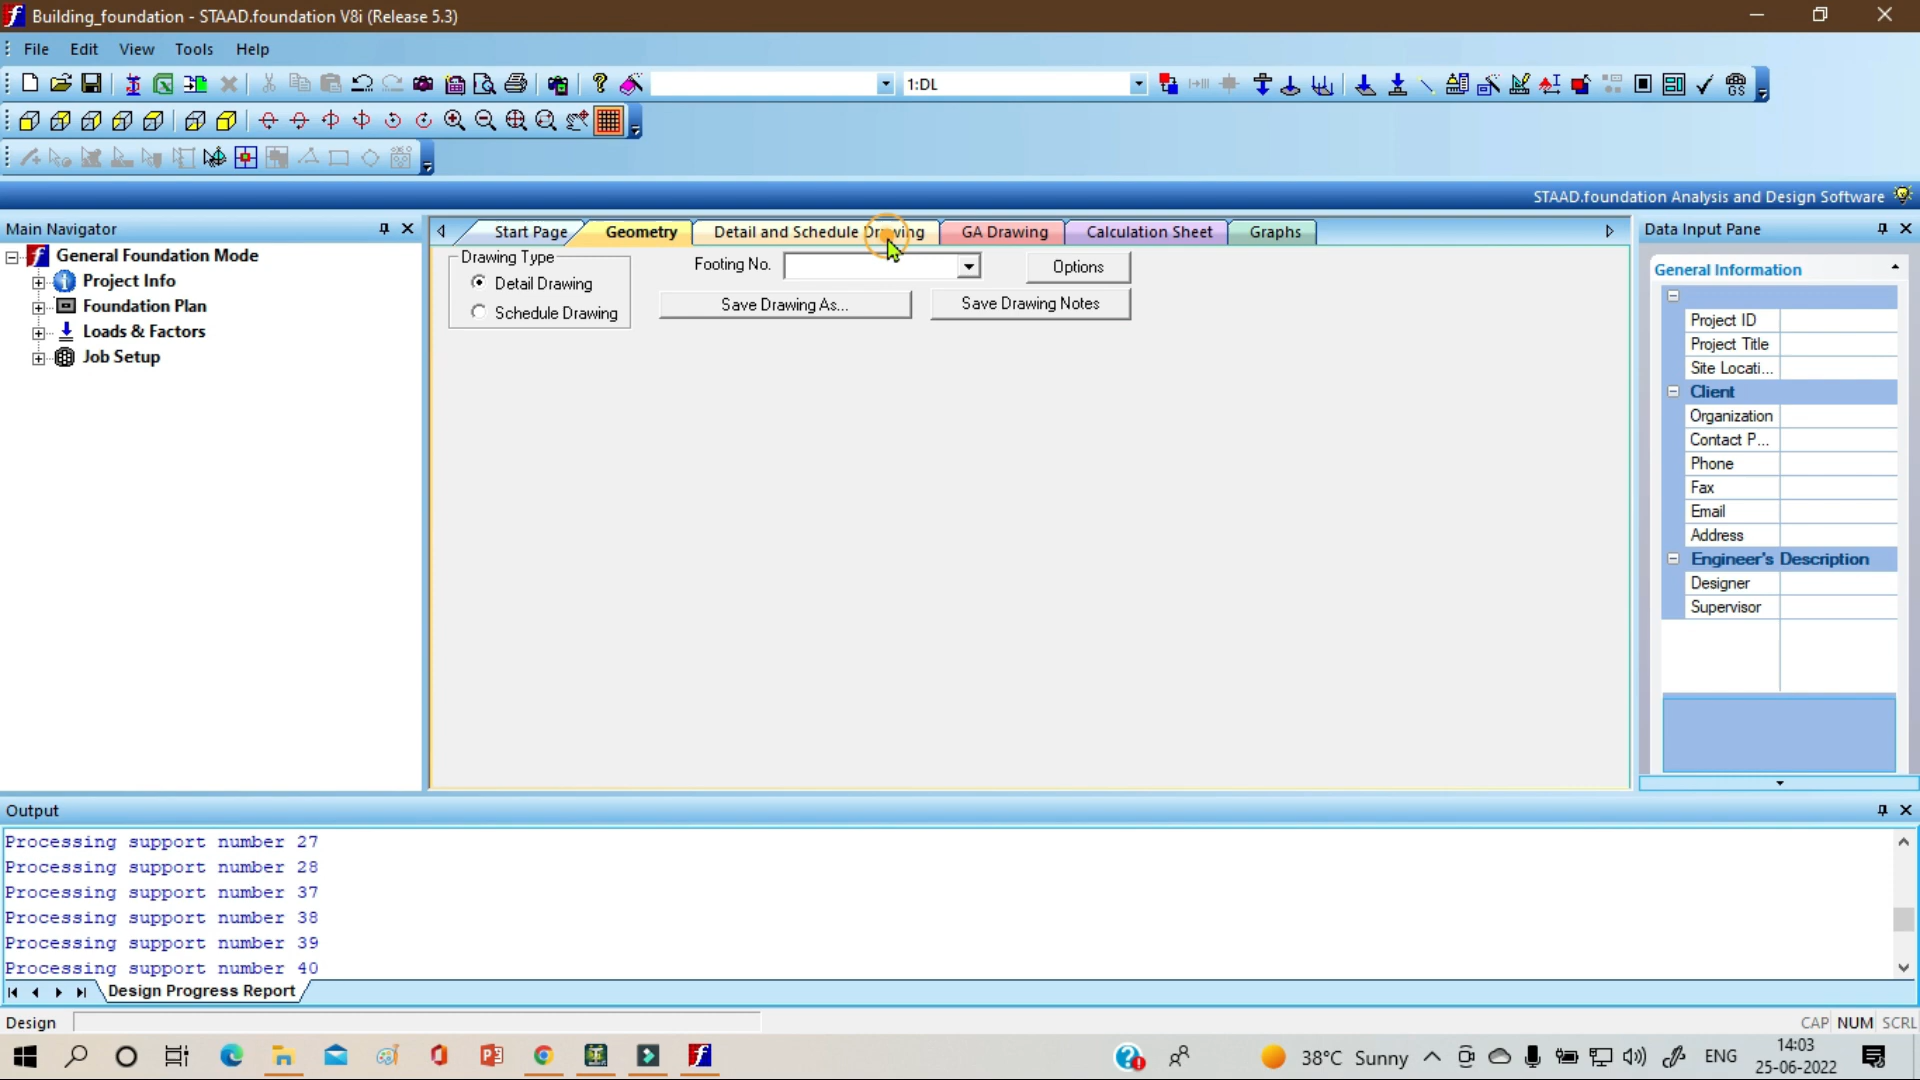 Building_foundation - STAAD.foundation V8i (Release 5.3)
File Edit View Tools Help
1:DL
STAAD.foundation Analysis and Design Software
Main Navigator
General Foundation Mode
Project Info
Foundation Plan
Loads & Factors
Job Setup
Start Page Geometry Detail and Schedule Drawing GA Drawing Calculation Sheet Graphs
Drawing Type
Detail Drawing
Schedule Drawing
Footing No.
Options
Save Drawing As...
Save Drawing Notes
Data Input Pane
General Information
Project ID
Project Title
Site Locati...
Client
Organization
Contact P...
Phone
Fax
Email
Address
Engineer's Description
Designer
Supervisor
Output
Processing support number 27
Processing support number 28
Processing support number 37
Processing support number 38
Processing support number 39
Processing support number 40
Design Progress Report
Design
CAP NUM SCRL
38°C Sunny
ENG
14:03
25-06-2022